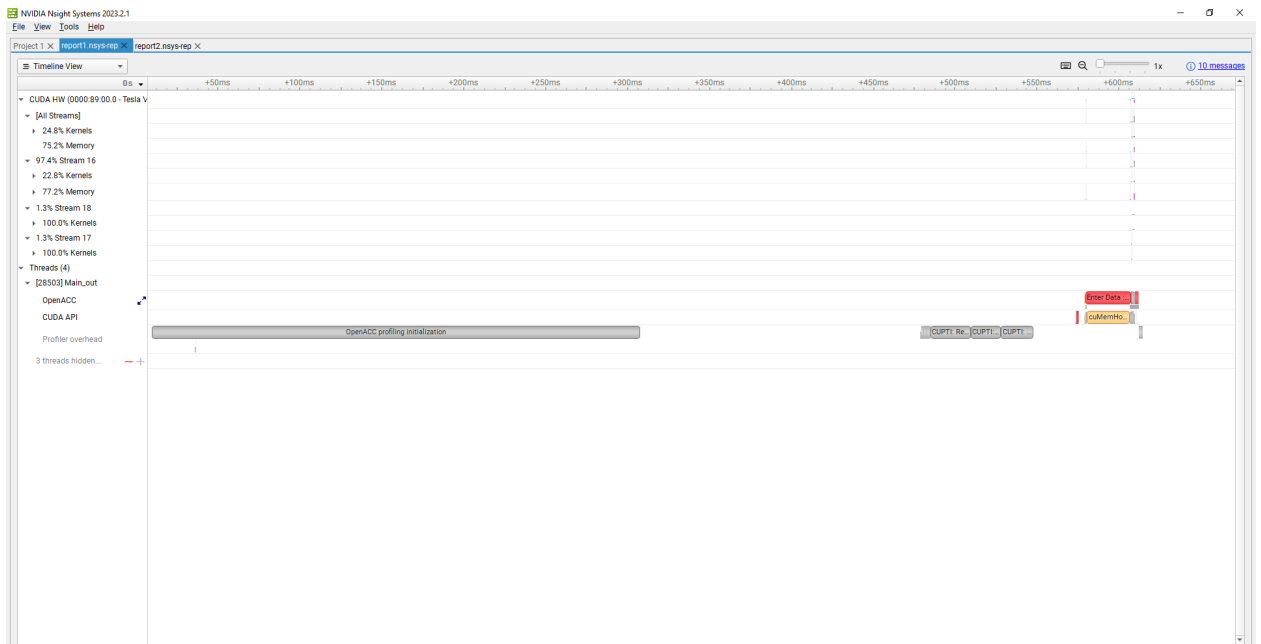 NVIDIA Nsight Systems 2023.2.1
File View Tools Help
Project 1 report1.nsys-rep report2.nsys-rep
Timeline View 1x 10 messages
0s +50ms +100ms +150ms +200ms +250ms +300ms +350ms +400ms +450ms +500ms +550ms +600ms +650ms
CUDA HW (0000:89:00.0 - Tesla V
[All Streams]
24.8% Kernels
75.2% Memory
97.4% Stream 16
22.8% Kernels
77.2% Memory
1.3% Stream 18
100.0% Kernels
1.3% Stream 17
100.0% Kernels
Threads (4)
[28503] Main_out
OpenACC Enter Data :...
CUDA API cuMemHo...
OpenACC profiling initialization CUPTI: Re... CUPTI:... CUPTI: ...
Profiler overhead
3 threads hidden...